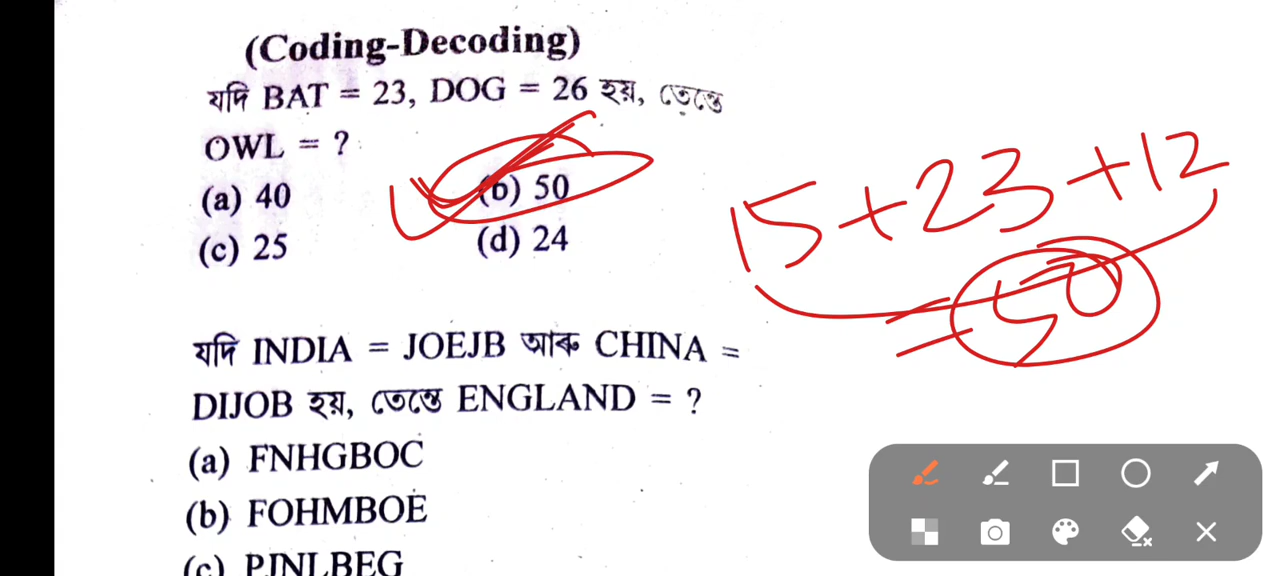 (Coding-Decoding)
যদি BAT = 23, DOG = 26 হয়, তেন্তে
OWL = ?
(a) 40
(b) 50
(c) 25
(d) 24
15+23+12
= 50
যদি INDIA = JOEJB আৰু CHINA =
DIJOB হয়, তেন্তে ENGLAND = ?
(a) FNHGBOC
(b) FOHMBOE
(c) PJNLBEG